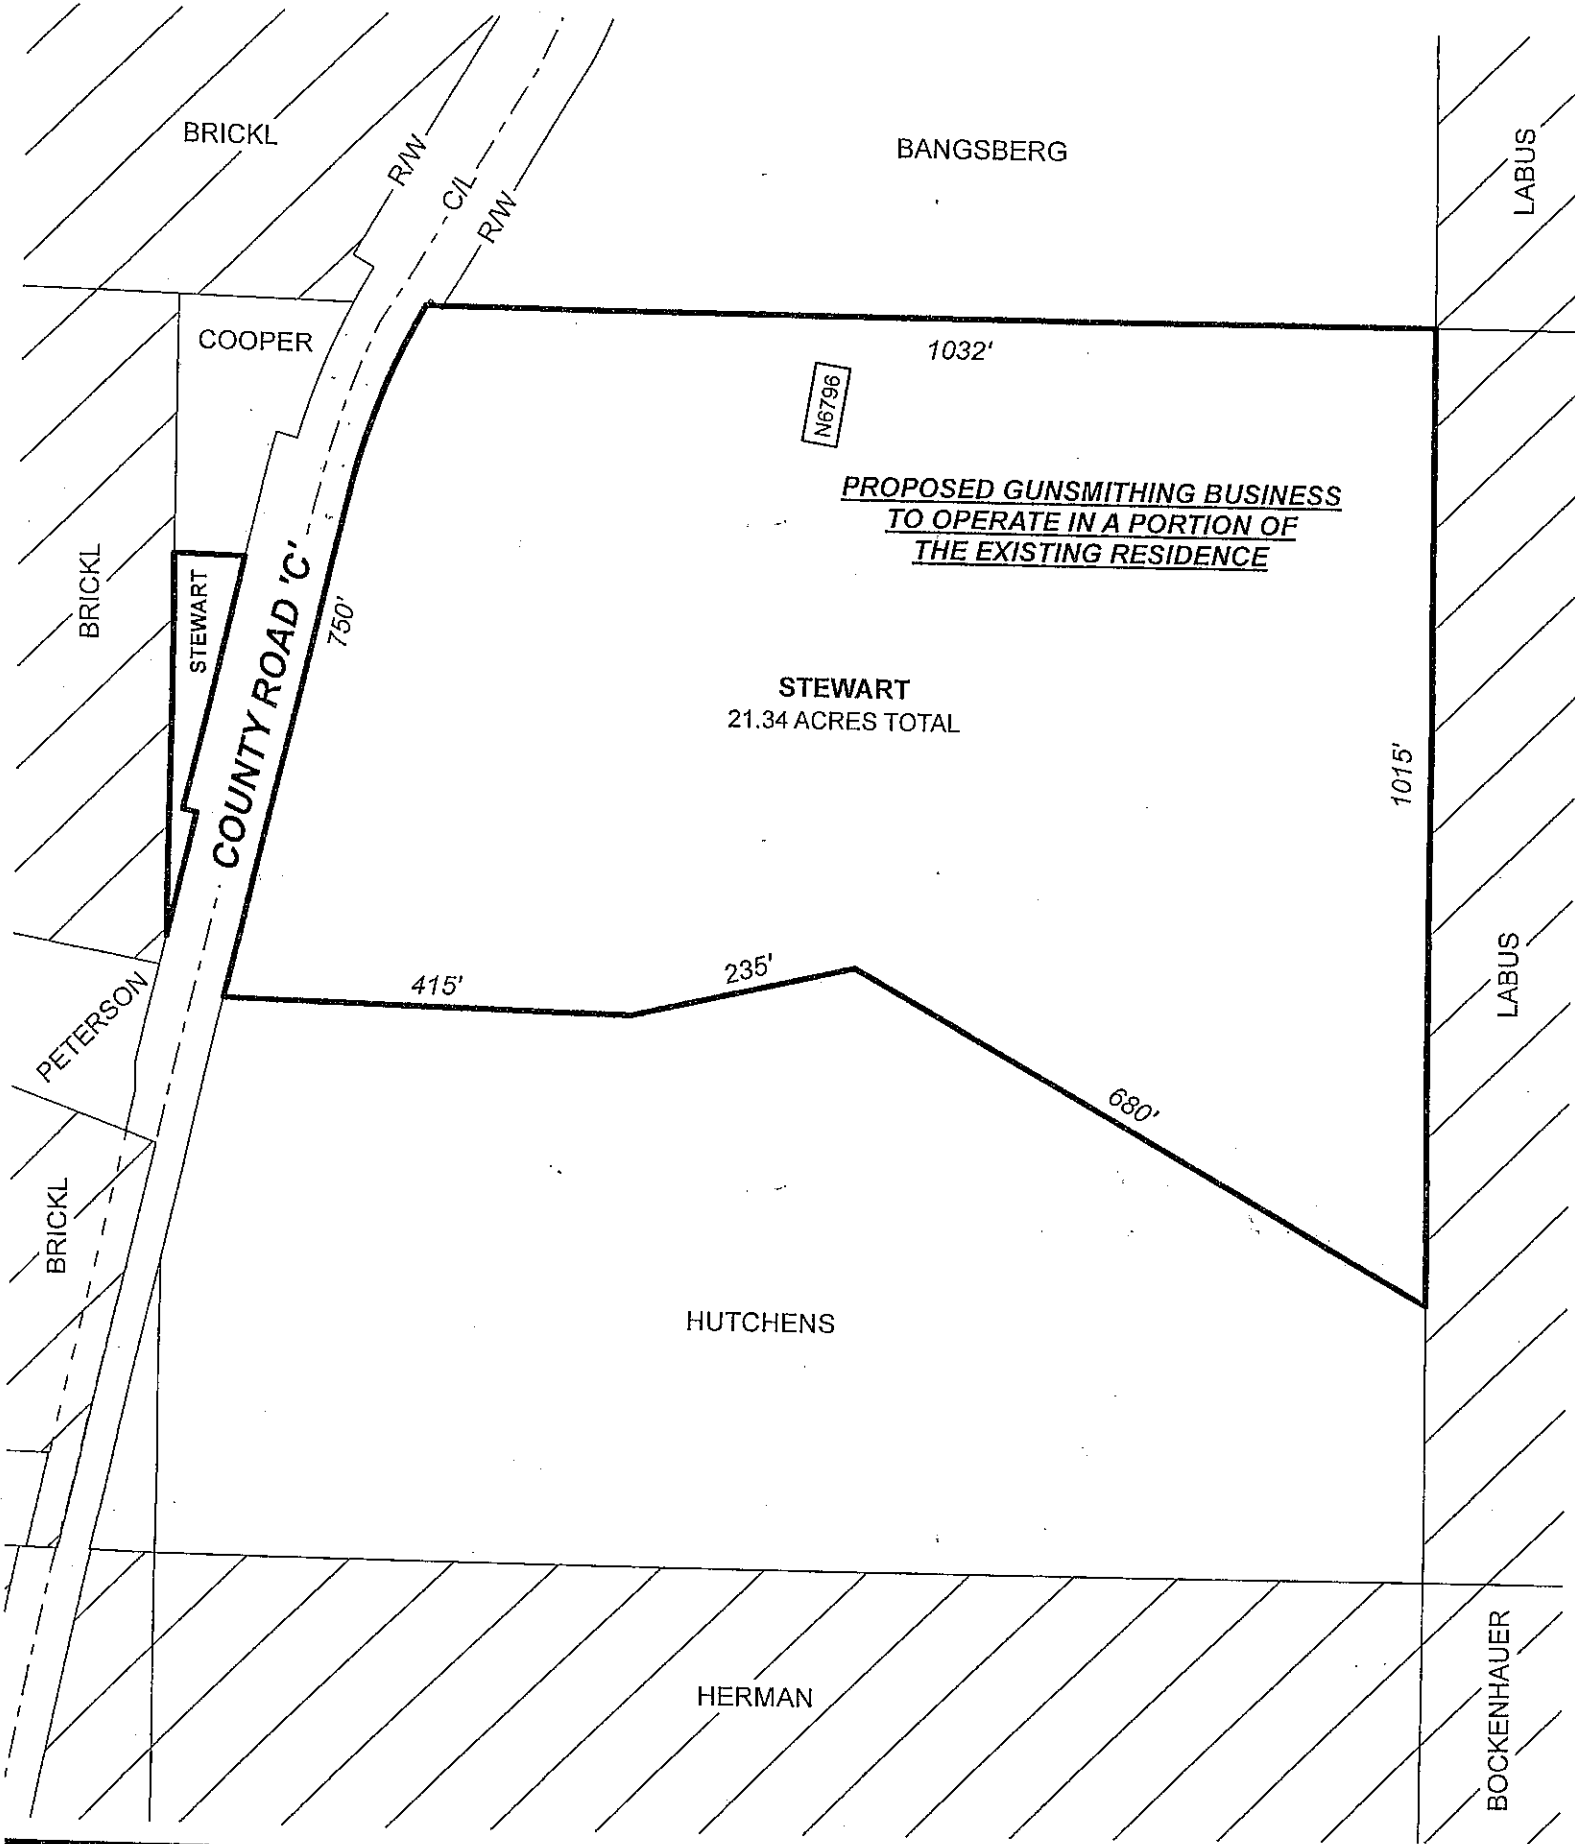 BRICKL
R/W
C/L
R/W
BANGSBERG
LABUS
COOPER
1032'
N6796
PROPOSED GUNSMITHING BUSINESS
TO OPERATE IN A PORTION OF
THE EXISTING RESIDENCE
BRICKL
STEWART
COUNTY ROAD 'C'
750'
STEWART
21.34 ACRES TOTAL
1015'
415'
235'
PETERSON
LABUS
680'
BRICKL
HUTCHENS
HERMAN
BOCKENHAUER